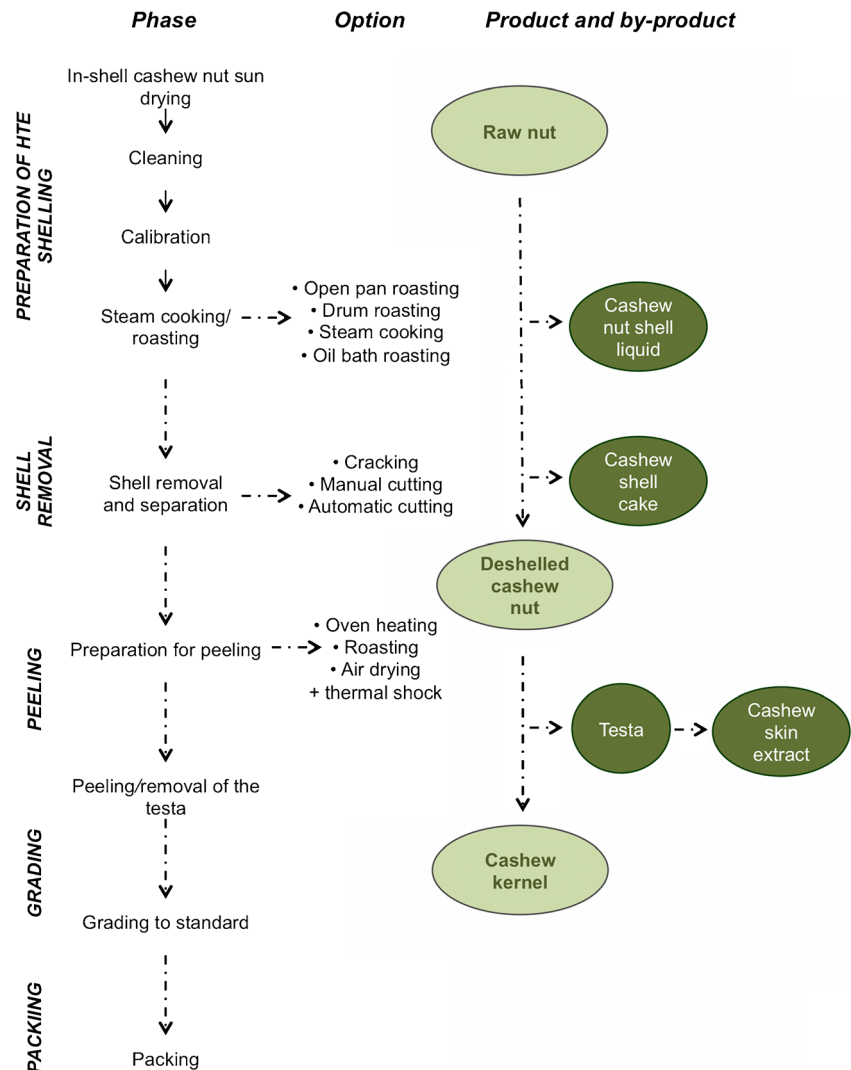 Phase
Option
Product and by-product
PREPARATION OF HTE
SHELLING
In-shell cashew nut sun
drying
Cleaning
Calibration
Steam cooking/
roasting
• Open pan roasting
• Drum roasting
• Steam cooking
• Oil bath roasting
Raw nut
Cashew
nut shell
liquid
SHELL
REMOVAL
Shell removal
and separation
• Cracking
• Manual cutting
• Automatic cutting
Cashew
shell
cake
Deshelled
cashew
nut
PEELING
Preparation for peeling
• Oven heating
• Roasting
• Air drying
+ thermal shock
Testa
Cashew
skin
extract
Peeling/removal of the
testa
Cashew
kernel
GRADING
Grading to standard
PACKIING
Packing